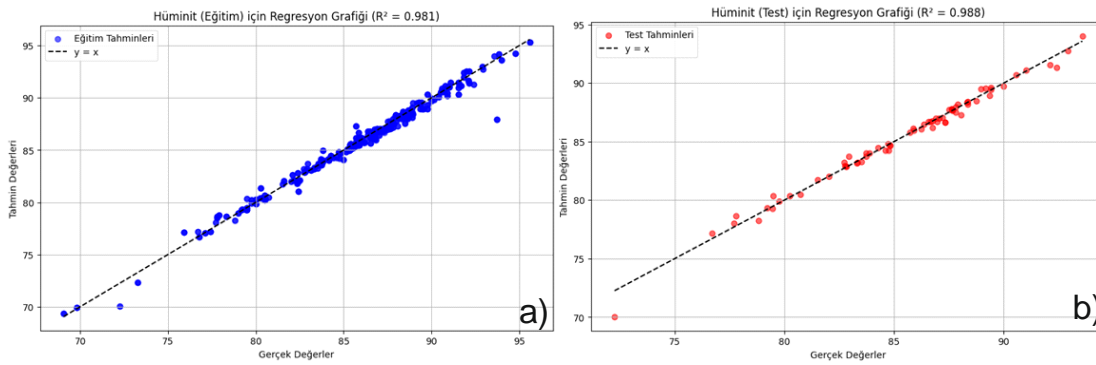 Hüminit (Eğitim) için Regresyon Grafiği (R² = 0.981)
Eğitim Tahminleri
y = x
Tahmin Değerleri
95
90
85
80
75
70
70 75 80 85 90 95
Gerçek Değerler
a)
Hüminit (Test) için Regresyon Grafiği (R² = 0.988)
Test Tahminleri
y = x
Tahmin Değerleri
95
90
85
80
75
70
75 80 85 90
Gerçek Değerler
b)